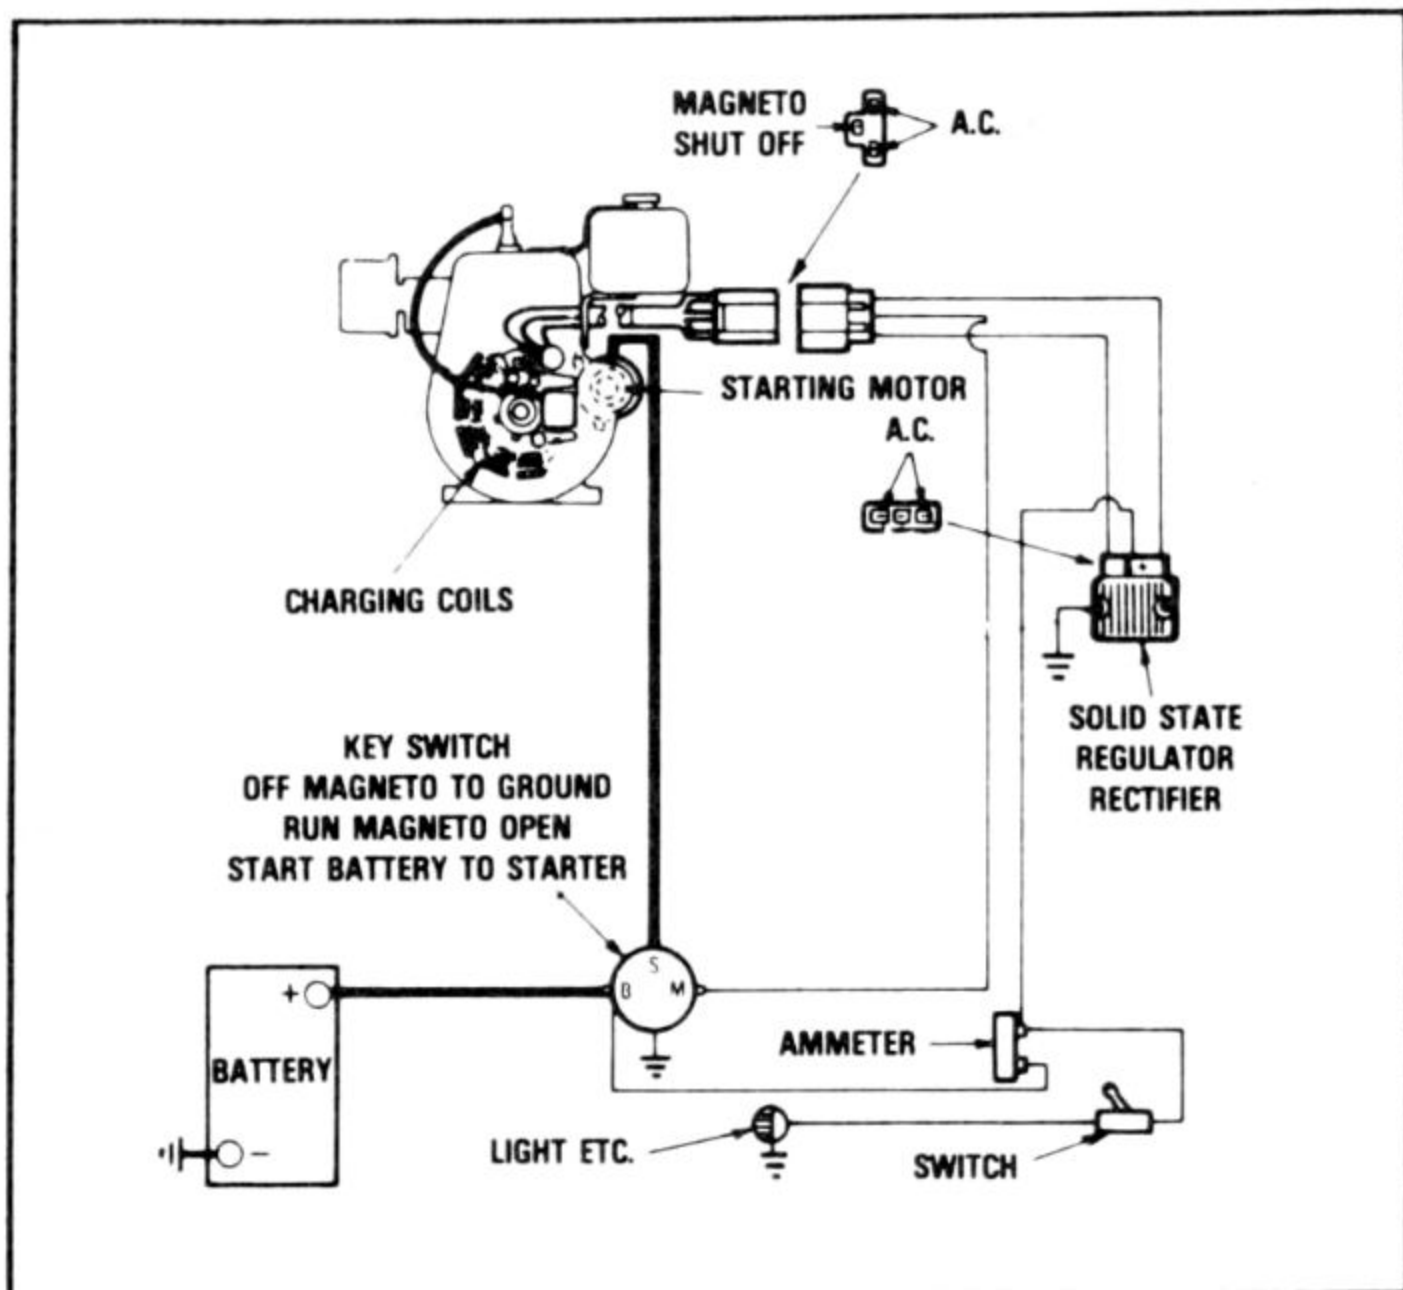 MAGNETO
SHUT OFF
A.C.
STARTING MOTOR
A.C.
CHARGING COILS
SOLID STATE
REGULATOR
RECTIFIER
KEY SWITCH
OFF MAGNETO TO GROUND
RUN MAGNETO OPEN
START BATTERY TO STARTER
S
B M
+
BATTERY
-
AMMETER
LIGHT ETC.
SWITCH